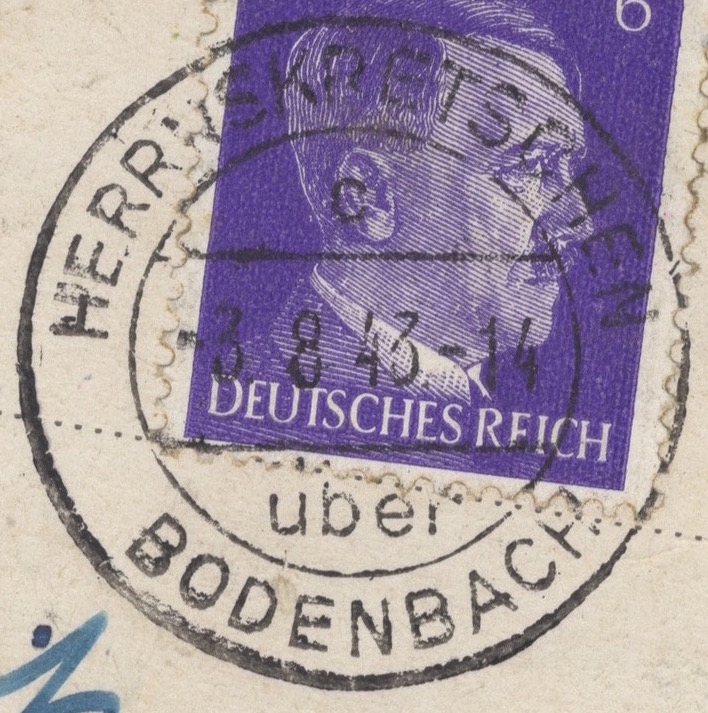 6
HERRNSKRETSCHEN
c
-3.8.43.-14
DEUTSCHES REICH
über
BODENBACH